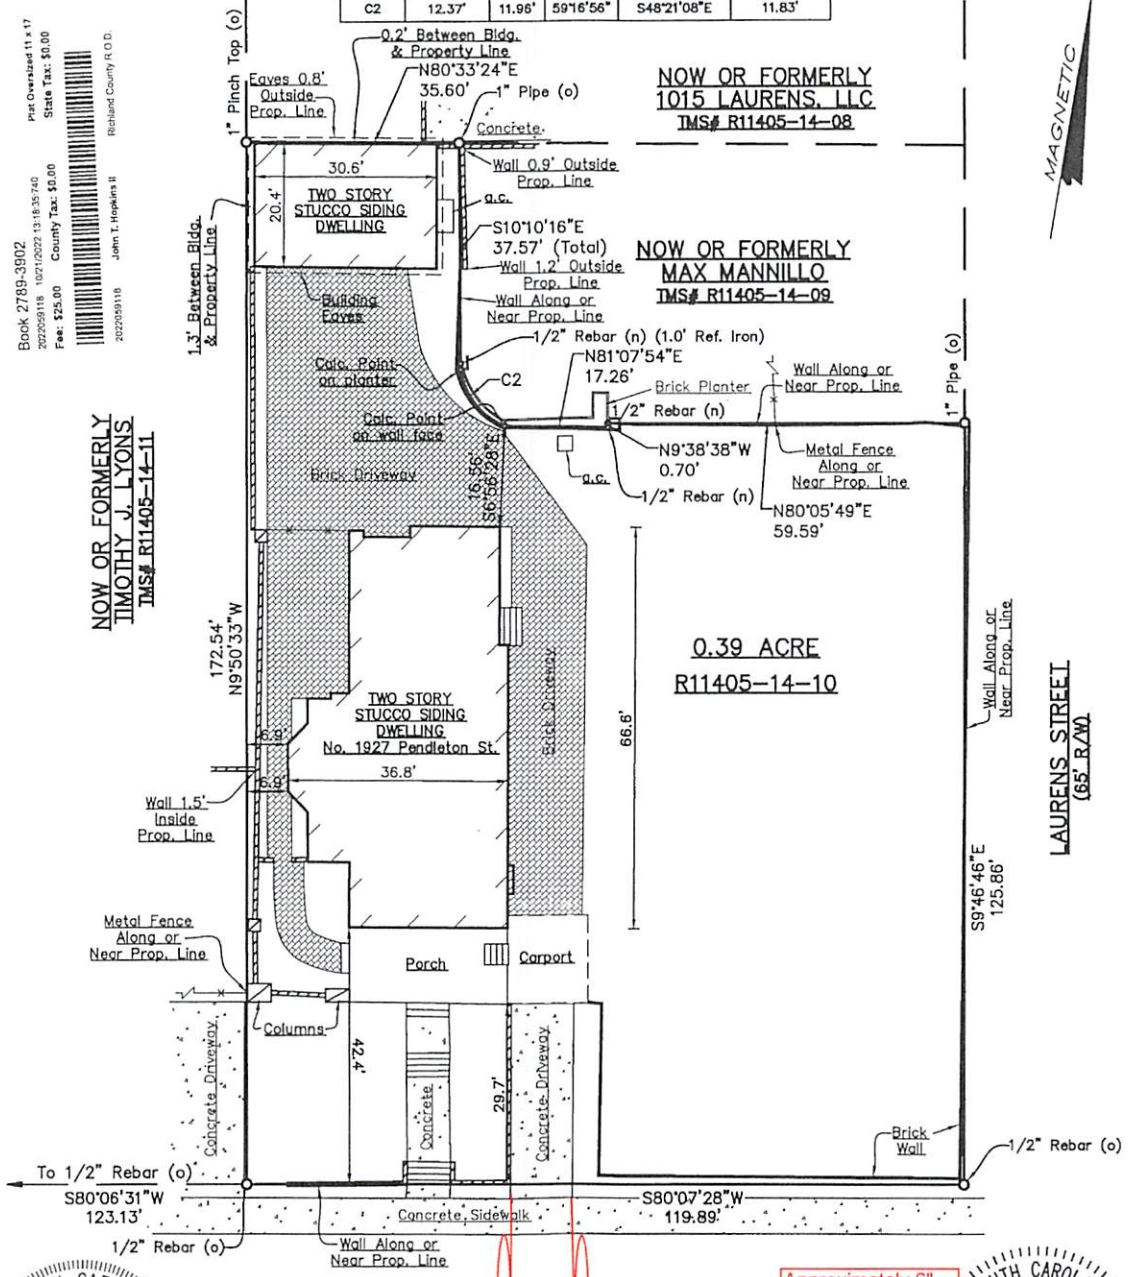 C2 12.37' 11.96' 59°16'56" S48°21'08"E 11.83'
Book 2789-3902
2022059118 10/21/2022 13:18:35:740
Fee: $25.00 County Tax: $0.00 State Tax: $0.00
Plat Oversized 11 x 17
2022059118 John T. Hopkins II Richland County R.O.D.
1" Pinch Top (o)
0.2' Between Bldg.
& Property Line
N80°33'24"E
35.60'
Eaves 0.8'
Outside
Prop. Line
1" Pipe (o)
Concrete
NOW OR FORMERLY
1015 LAURENS, LLC
TMS# R11405-14-08
MAGNETIC
Wall 0.9' Outside
Prop. Line
30.6'
20.4'
TWO STORY
STUCCO SIDING
DWELLING
a.c.
S10°10'16"E
37.57' (Total)
Wall 1.2' Outside
Prop. Line
Wall Along or
Near Prop. Line
NOW OR FORMERLY
MAX MANNILLO
TMS# R11405-14-09
1.3' Between Bldg.
& Property Line
Building
Eaves
1/2" Rebar (n) (1.0' Ref. Iron)
N81°07'54"E
17.26'
Calc. Point
on planter
C2
Brick Planter
Wall Along or
Near Prop. Line
1" Pipe (o)
1/2" Rebar (n)
Calc. Point
on wall face
N9°38'38"W
0.70'
Metal Fence
Along or
Near Prop. Line
a.c.
1/2" Rebar (n)
N80°05'49"E
59.59'
Brick Driveway
16.56'
S6°56'28"E
NOW OR FORMERLY
TIMOTHY J. LYONS
TMS# R11405-14-11
172.54'
N9°50'33"W
0.39 ACRE
R11405-14-10
Wall Along or
Near Prop. Line
LAURENS STREET
(65' R/W)
Brick Driveway
66.6'
TWO STORY
STUCCO SIDING
DWELLING
No. 1927 Pendleton St.
6.9'
6.9'
36.8'
Wall 1.5'
Inside
Prop. Line
S9°46'46"E
125.86'
Metal Fence
Along or
Near Prop. Line
Porch
Carport
Columns
Concrete Driveway
42.4'
Concrete
29.7'
Concrete Driveway
Brick
Wall
1/2" Rebar (o)
To 1/2" Rebar (o)
S80°06'31"W
123.13'
S80°07'28"W
119.89'
Concrete Sidewalk
1/2" Rebar (o)
Wall Along or
Near Prop. Line
Approximately 6"